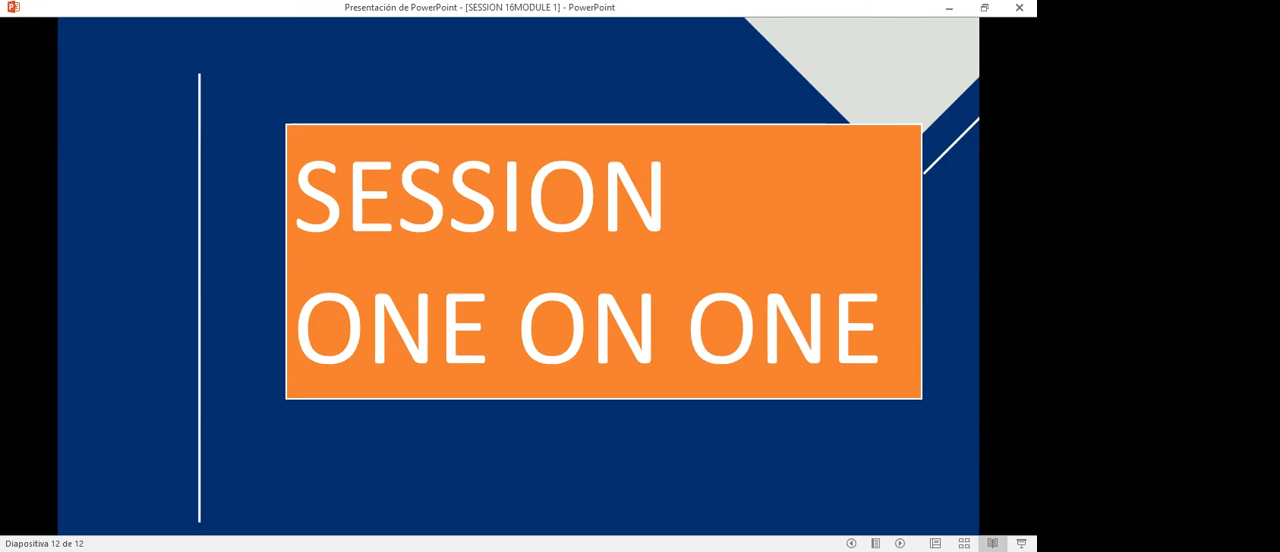 Presentación de PowerPoint - [SESSION 16MODULE 1] - PowerPoint
SESSION
ONE ON ONE
Diapositiva 12 de 12